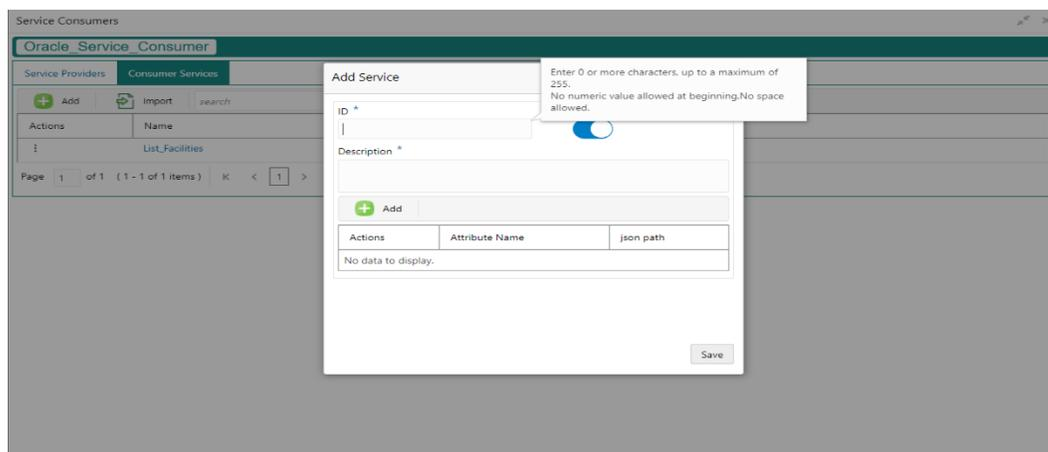 Service Consumers
Oracle_Service_Consumer
Service Providers Consumer Services
Add Import search
Actions Name
List_Facilities
Page 1 of 1 (1 - 1 of 1 items) K < 1 >
Add Service
Enter 0 or more characters, up to a maximum of
255.
No numeric value allowed at beginning.No space
allowed.
ID *
Description *
Add
Actions Attribute Name json path
No data to display.
Save